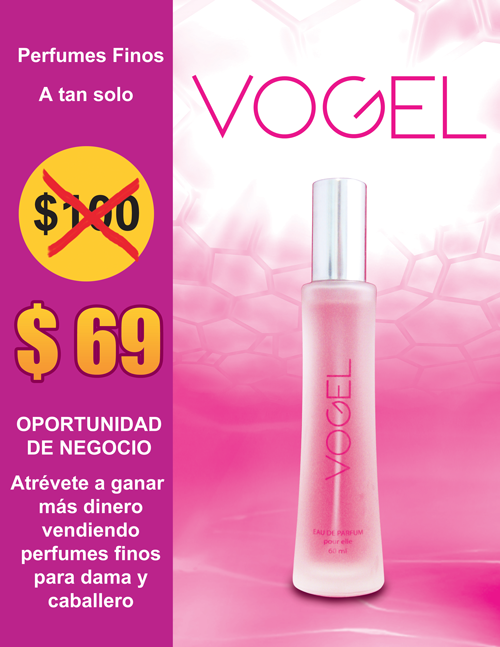 Perfumes Finos
A tan solo
$100
$ 69
OPORTUNIDAD
DE NEGOCIO
Atrévete a ganar
más dinero
vendiendo
perfumes finos
para dama y
caballero
VOGEL
VOGEL
EAU DE PARFUM
pour elle
60 ml